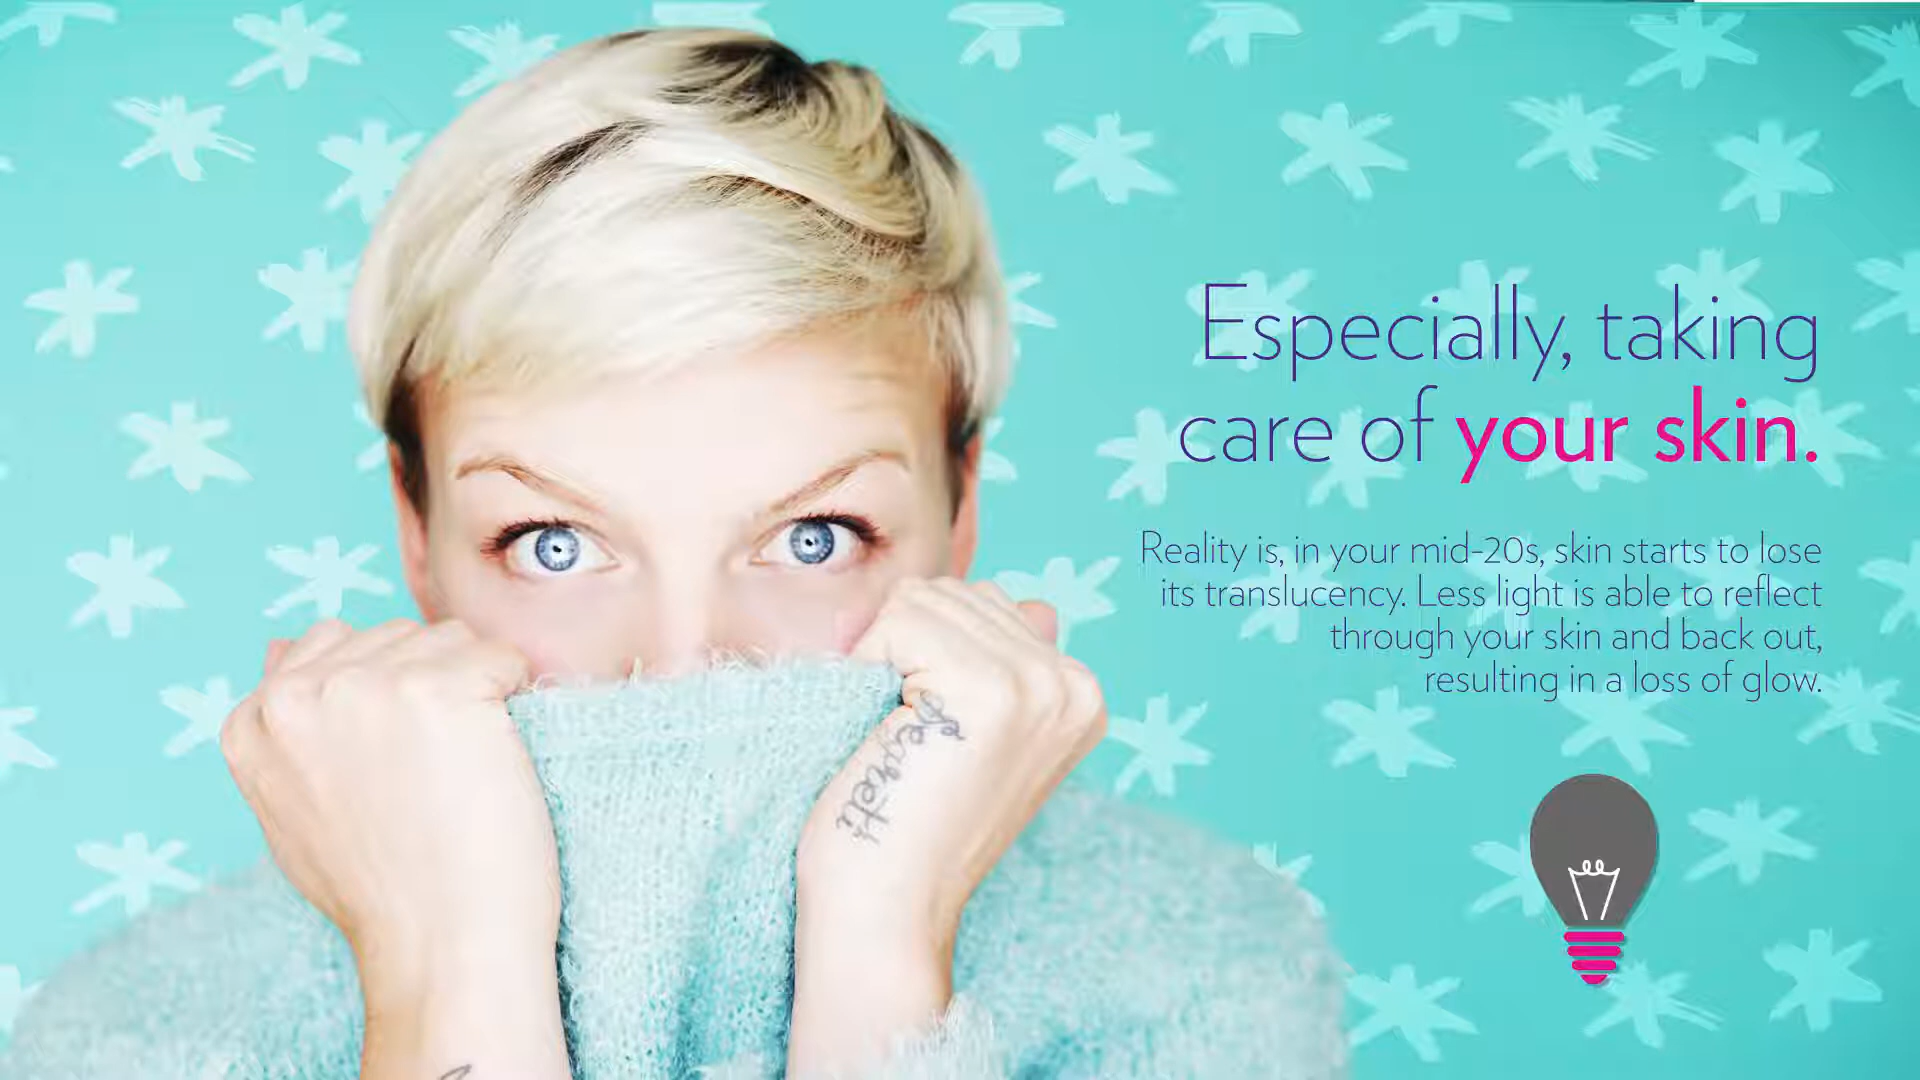 Especially, taking
care of your skin.
Reality is, in your mid-20s, skin starts to lose
its translucency. Less light is able to reflect
through your skin and back out,
resulting in a loss of glow.